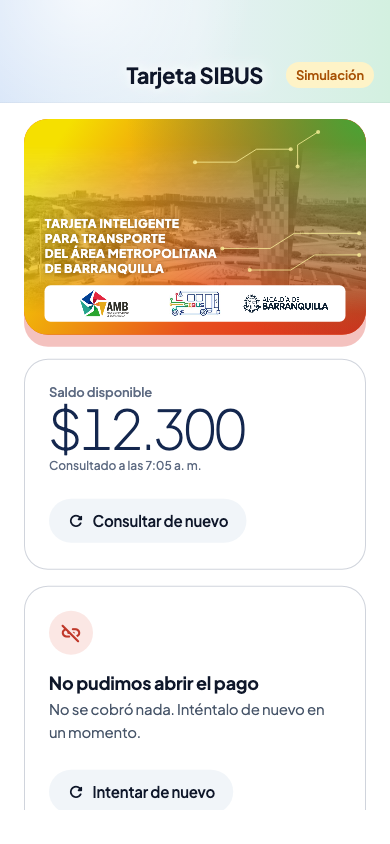 Tarjeta SIBUS
Simulación
TARJETA INTELIGENTE
PARA TRANSPORTE
DEL ÁREA METROPOLITANA
DE BARRANQUILLA
AMB
SIBUS
ALCALDÍA DE
BARRANQUILLA
Saldo disponible
$12.300
Consultado a las 7:05 a. m.
Consultar de nuevo
No pudimos abrir el pago
No se cobró nada. Inténtalo de nuevo en
un momento.
Intentar de nuevo